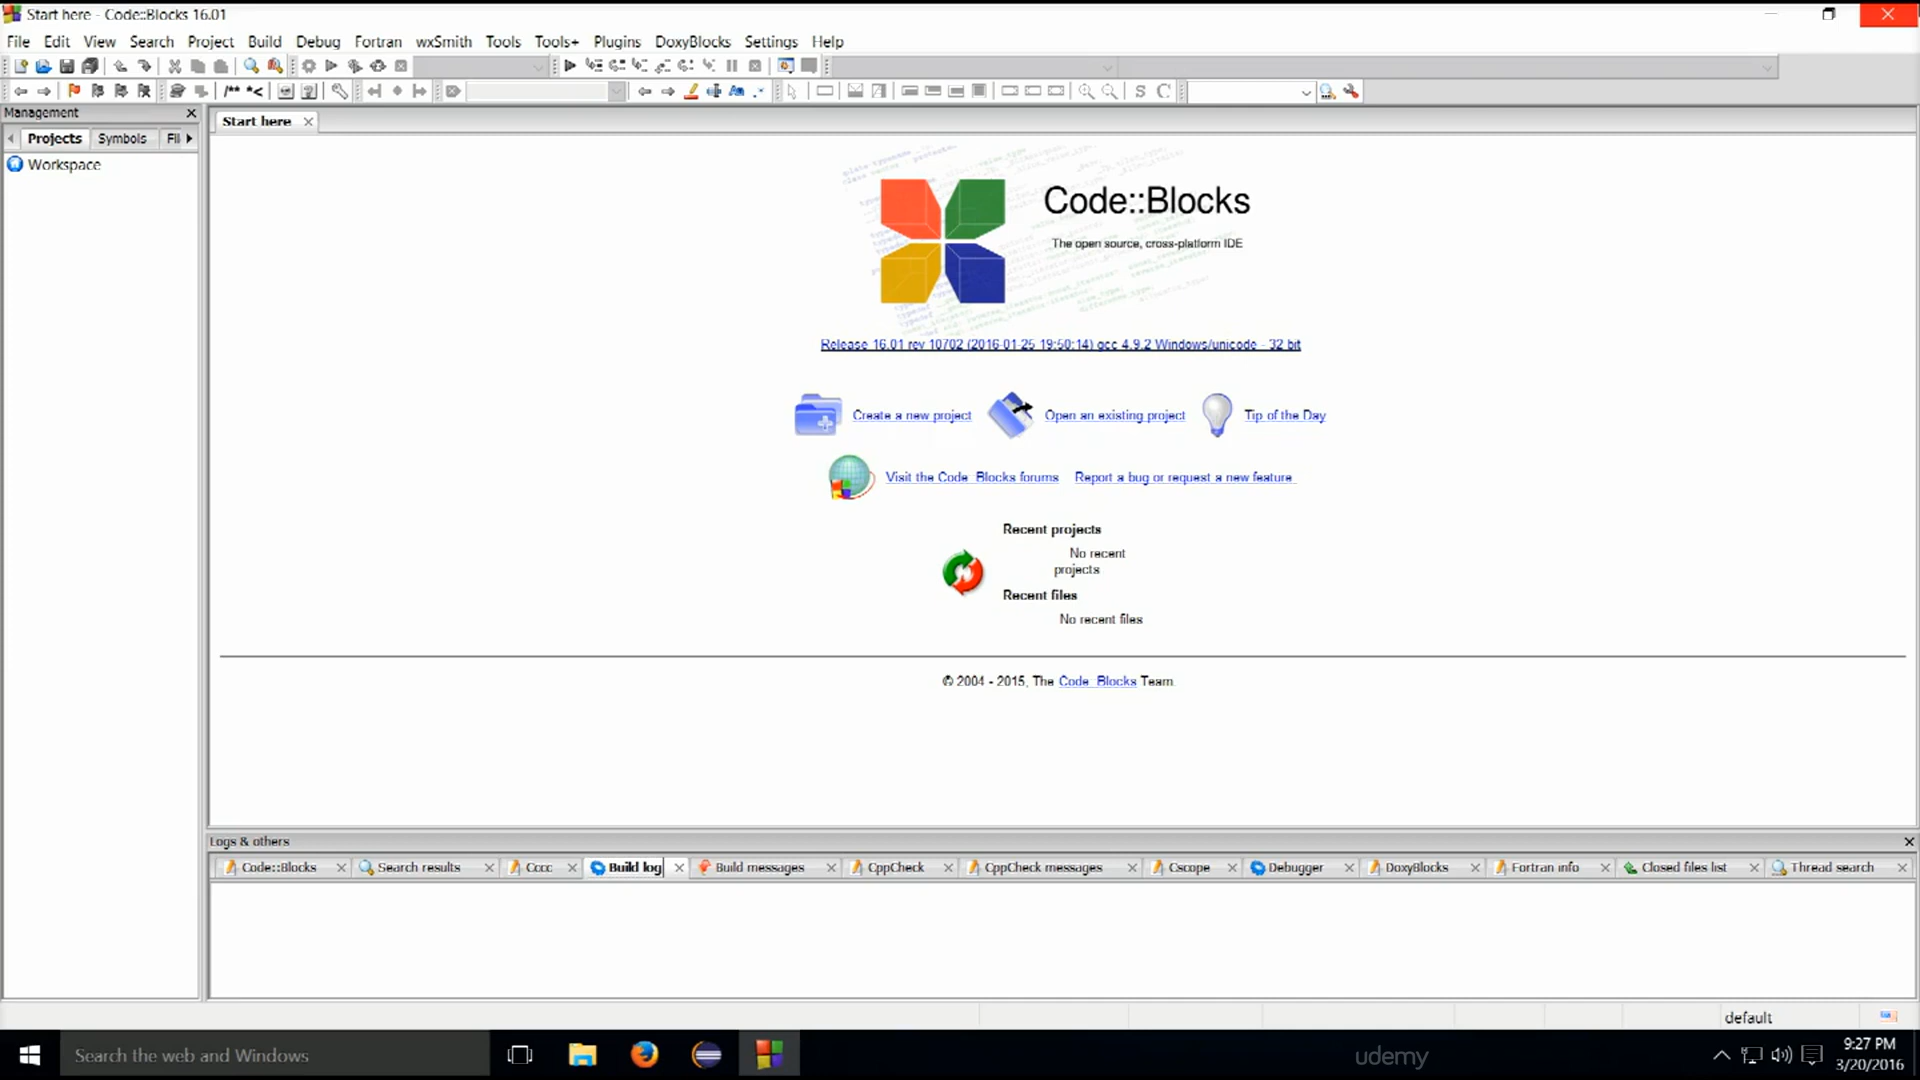 Start here - Code::Blocks 16.01
File Edit View Search Project Build Debug Fortran wxSmith Tools Tools+ Plugins DoxyBlocks Settings Help
/** *<
S C
Management
Projects Symbols Fil
Workspace
Start here
Code::Blocks
The open source, cross-platform IDE
Release 16.01 rev 10702 (2016-01-25 19:50:14) gcc 4.9.2 Windows/unicode - 32 bit
Create a new project Open an existing project Tip of the Day
Visit the Code Blocks forums Report a bug or request a new feature
Recent projects
No recent
projects
Recent files
No recent files
© 2004 - 2015, The Code Blocks Team.
Logs & others
Code::Blocks Search results Cccc Build log Build messages CppCheck CppCheck messages Cscope Debugger DoxyBlocks Fortran info Closed files list Thread search
default
Search the web and Windows
udemy
9:27 PM
3/20/2016